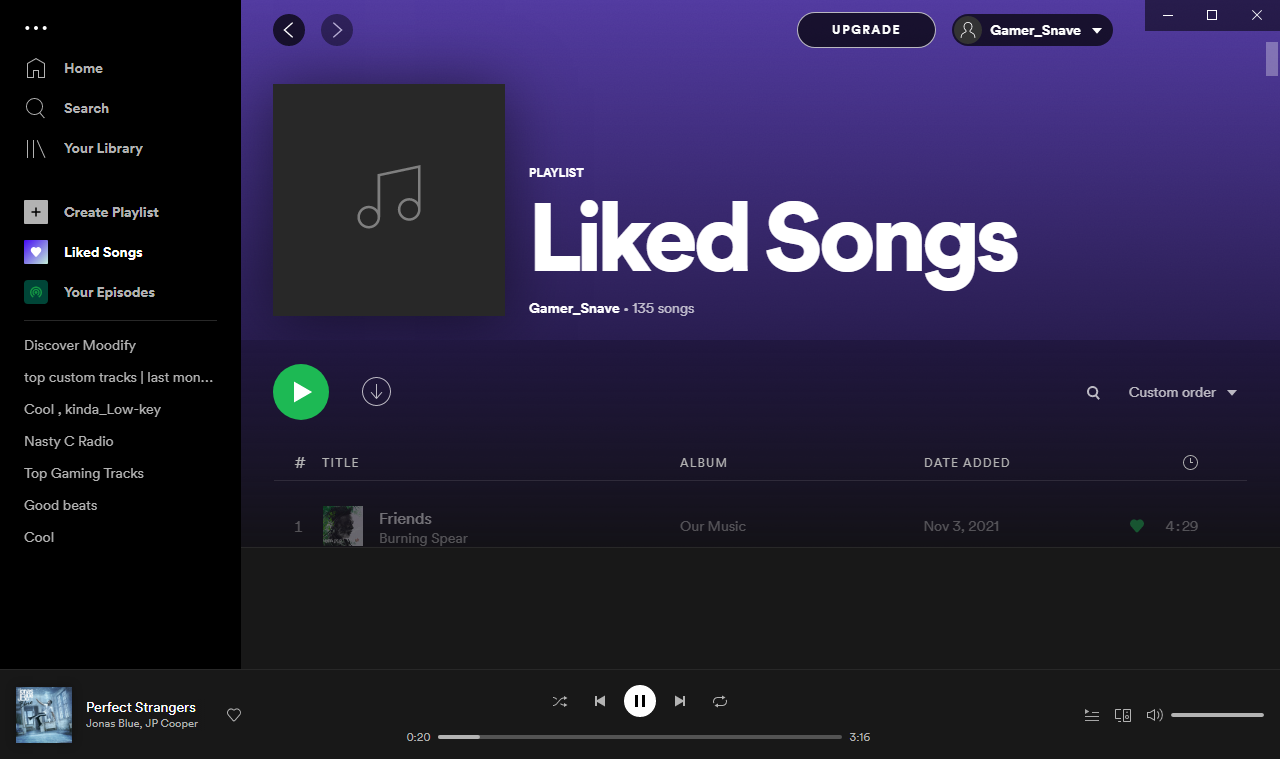 Home
Search
Your Library
Create Playlist
Liked Songs
Your Episodes
Discover Moodify
top custom tracks | last mon...
Cool , kinda_Low-key
Nasty C Radio
Top Gaming Tracks
Good beats
Cool
UPGRADE
Gamer_Snave
PLAYLIST
Liked Songs
Gamer_Snave • 135 songs
Custom order
# TITLE ALBUM DATE ADDED
1 Friends Our Music Nov 3, 2021 4:29
Burning Spear
Perfect Strangers
Jonas Blue, JP Cooper
0:20 3:16